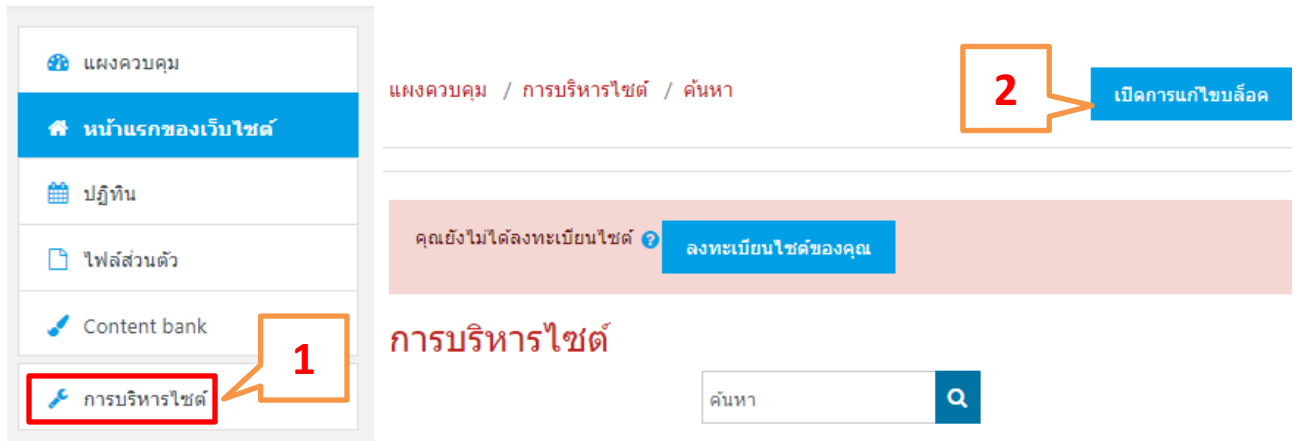 แผงควบคุม
หน้าแรกของเว็บไซต์
ปฏิทิน
ไฟล์ส่วนตัว
Content bank
1
การบริหารไซต์
แผงควบคุม / การบริหารไซต์ / ค้นหา
2
เปิดการแก้ไขบล็อค
คุณยังไม่ได้ลงทะเบียนไซต์
ลงทะเบียนไซต์ของคุณ
การบริหารไซต์
ค้นหา